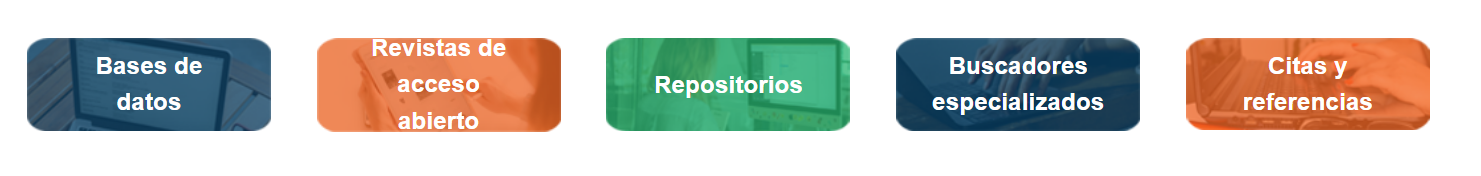 Bases de
datos
Revistas de
acceso
abierto
Repositorios
Buscadores
especializados
Citas y
referencias